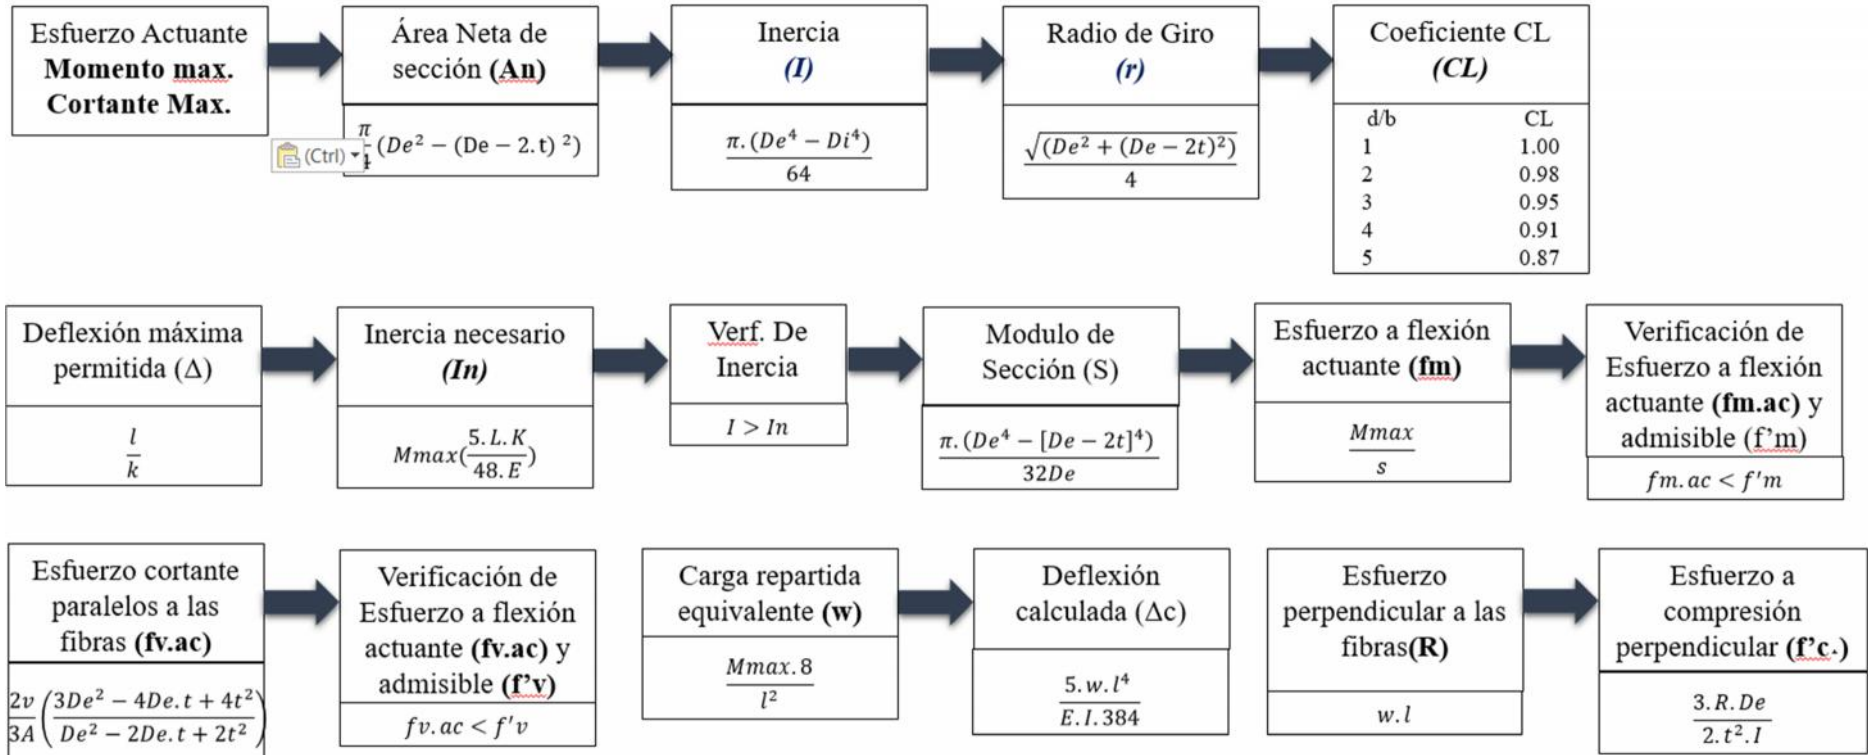 Esfuerzo Actuante
Momento max.
Cortante Max.
Área Neta de
sección (An)
π/4 (De² − (De − 2.t) ²)
(Ctrl)
Inercia
(I)
π.(De⁴ − Di⁴)
64
Radio de Giro
(r)
√(De² + (De − 2t)²)
4
Coeficiente CL
(CL)
d/b CL
1 1.00
2 0.98
3 0.95
4 0.91
5 0.87
Deflexión máxima
permitida (Δ)
l
k
Inercia necesario
(In)
Mmax(5.L.K/48.E)
Verf. De
Inercia
I > In
Modulo de
Sección (S)
π.(De⁴ − [De − 2t]⁴)
32De
Esfuerzo a flexión
actuante (fm)
Mmax
s
Verificación de
Esfuerzo a flexión
actuante (fm.ac) y
admisible (f’m)
fm.ac < f′m
Esfuerzo cortante
paralelos a las
fibras (fv.ac)
2v/3A (3De² − 4De.t + 4t²/De² − 2De.t + 2t²)
Verificación de
Esfuerzo a flexión
actuante (fv.ac) y
admisible (f’v)
fv.ac < f′v
Carga repartida
equivalente (w)
Mmax.8
l²
Deflexión
calculada (Δc)
5.w.l⁴
E.I.384
Esfuerzo
perpendicular a las
fibras(R)
w.l
Esfuerzo a
compresión
perpendicular (f’c.)
3.R.De
2.t².I